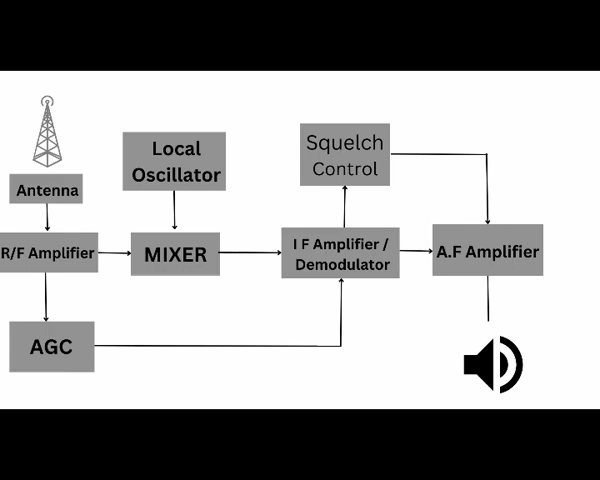 Antenna
Local
Oscillator
Squelch
Control
R/F Amplifier
MIXER
I F Amplifier /
Demodulator
A.F Amplifier
AGC